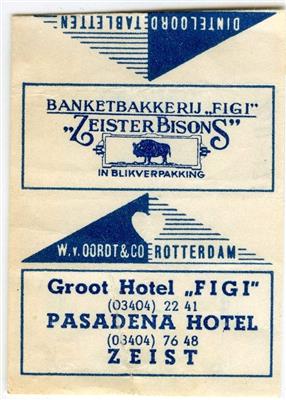 DINTELOORD TABLETTEN
BANKETBAKKERIJ „FIGI"
„ZEISTER BISONS"
IN BLIKVERPAKKING
W. v. OORDT & CO ROTTERDAM
Groot Hotel „FIGI"
(03404) 22 41
PASADENA HOTEL
(03404) 76 48
ZEIST